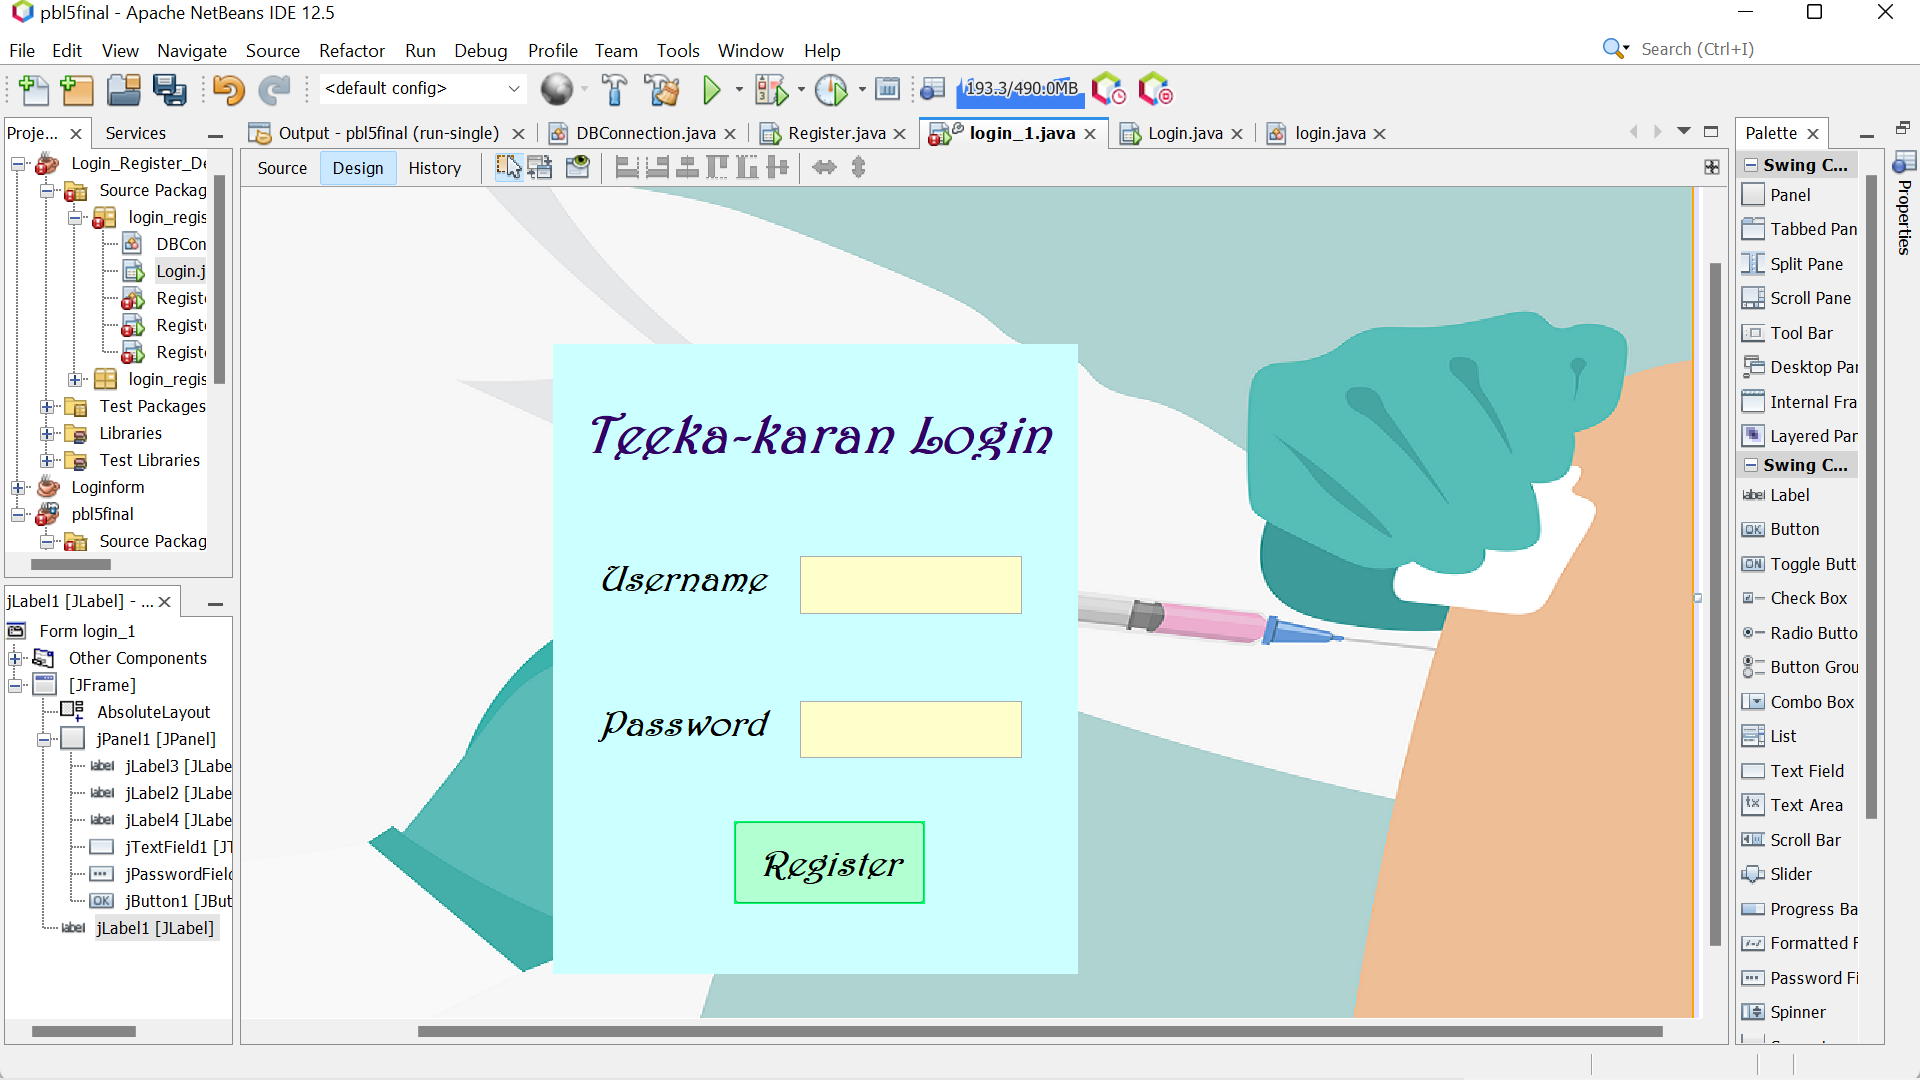 pbl5final - Apache NetBeans IDE 12.5
File Edit View Navigate Source Refactor Run Debug Profile Team Tools Window Help
Search (Ctrl+I)
<default config>
193.3/490.0MB
Proje...
Services
Output - pbl5final (run-single)
DBConnection.java
Register.java
login_1.java
Login.java
login.java
Palette
Source Design History
Login_Register_De
Source Packag
login_regis
DBCon
Login.j
Registe
Registe
Registe
login_regis
Test Packages
Libraries
Test Libraries
Loginform
pbl5final
Source Packag
jLabel1 [JLabel] - ...
Form login_1
Other Components
[JFrame]
AbsoluteLayout
jPanel1 [JPanel]
jLabel3 [JLabe
jLabel2 [JLabe
jLabel4 [JLabe
jTextField1 [JT
jPasswordField
jButton1 [JBut
jLabel1 [JLabel]
Teeka-karan Login
Username
Password
Register
Swing C...
Panel
Tabbed Pan
Split Pane
Scroll Pane
Tool Bar
Desktop Par
Internal Fra
Layered Par
Swing C...
Label
Button
Toggle Butt
Check Box
Radio Butto
Button Grou
Combo Box
List
Text Field
Text Area
Scroll Bar
Slider
Progress Ba
Formatted F
Password Fi
Spinner
Properties